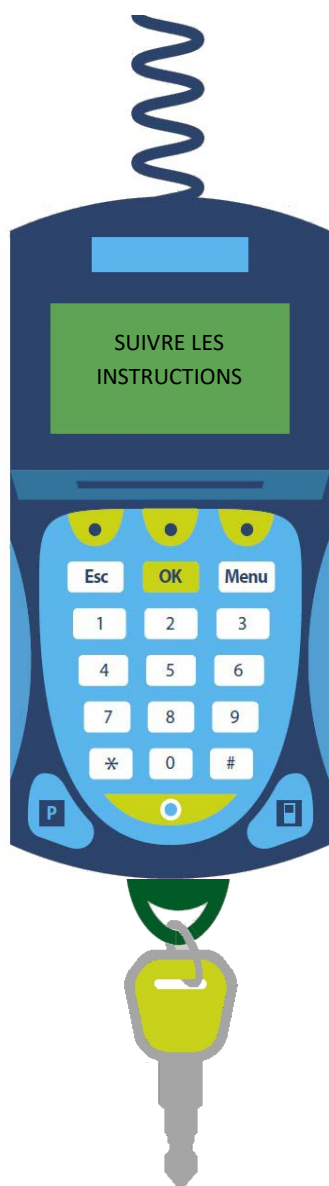 SUIVRE LES
INSTRUCTIONS
Esc OK Menu
1 2 3
4 5 6
7 8 9
* 0 #
P